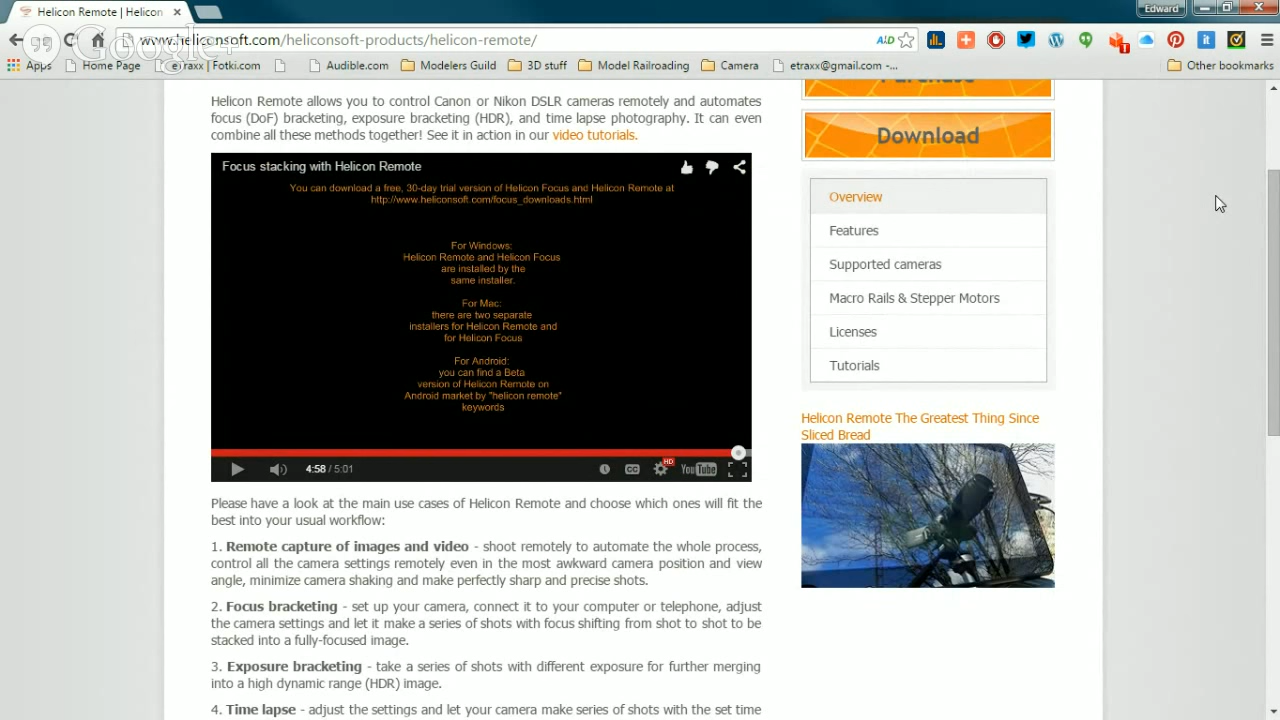 Helicon Remote | Helicon
Edward
www.heliconsoft.com/heliconsoft-products/helicon-remote/
Google+
Apps
Home Page
etraxx | Fotki.com
Audible.com
Modelers Guild
3D stuff
Model Railroading
Camera
etraxx@gmail.com -...
Other bookmarks
Helicon Remote allows you to control Canon or Nikon DSLR cameras remotely and automates
focus (DoF) bracketing, exposure bracketing (HDR), and time lapse photography. It can even
combine all these methods together! See it in action in our video tutorials.
Focus stacking with Helicon Remote
You can download a free, 30-day trial version of Helicon Focus and Helicon Remote at
http://www.heliconsoft.com/focus_downloads.html
For Windows:
Helicon Remote and Helicon Focus
are installed by the
same installer.
For Mac:
there are two separate
installers for Helicon Remote and
for Helicon Focus
For Android:
you can find a Beta
version of Helicon Remote on
Android market by "helicon remote"
keywords
4:58 / 5:01
CC
HD
YouTube
Please have a look at the main use cases of Helicon Remote and choose which ones will fit the
best into your usual workflow:
1. Remote capture of images and video - shoot remotely to automate the whole process,
control all the camera settings remotely even in the most awkward camera position and view
angle, minimize camera shaking and make perfectly sharp and precise shots.
2. Focus bracketing - set up your camera, connect it to your computer or telephone, adjust
the camera settings and let it make a series of shots with focus shifting from shot to shot to be
stacked into a fully-focused image.
3. Exposure bracketing - take a series of shots with different exposure for further merging
into a high dynamic range (HDR) image.
4. Time lapse - adjust the settings and let your camera make series of shots with the set time
Purchase
Download
Overview
Features
Supported cameras
Macro Rails & Stepper Motors
Licenses
Tutorials
Helicon Remote The Greatest Thing Since
Sliced Bread